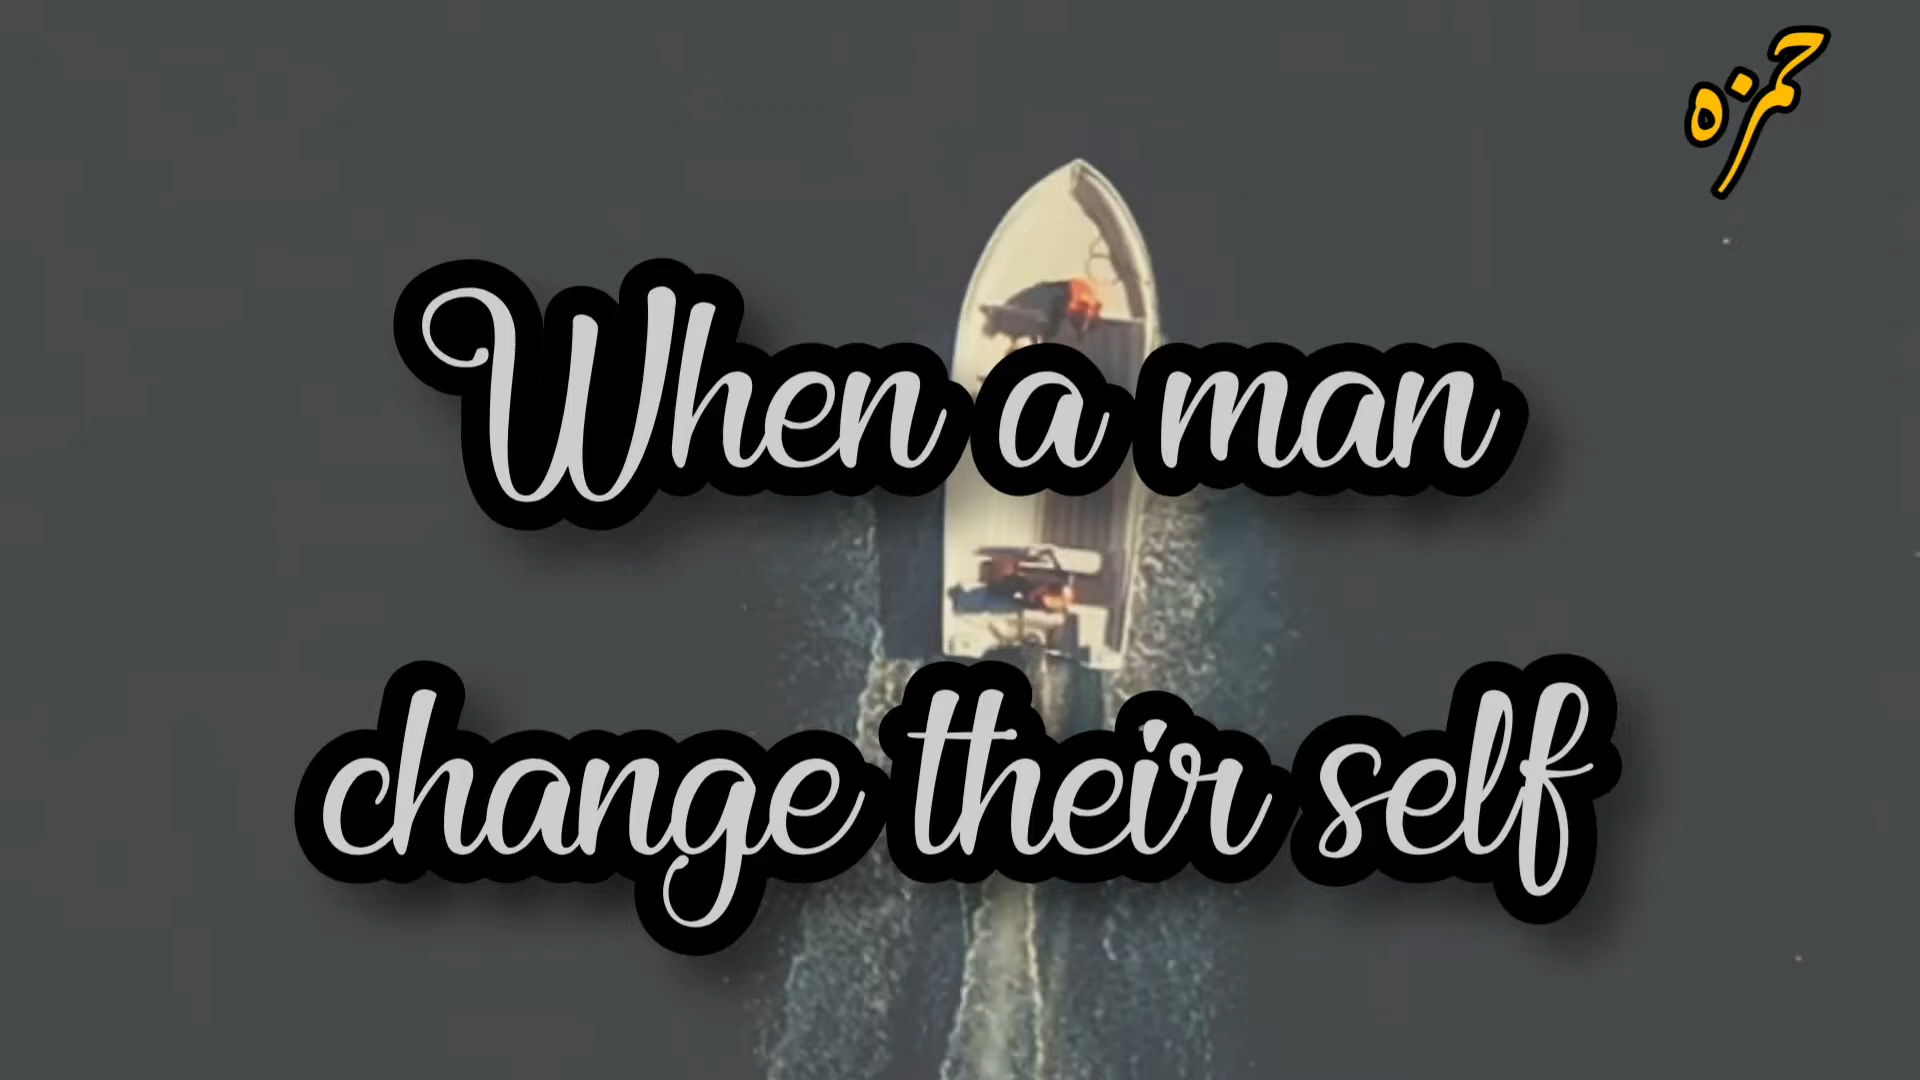 حمزہ
When a man
change their self